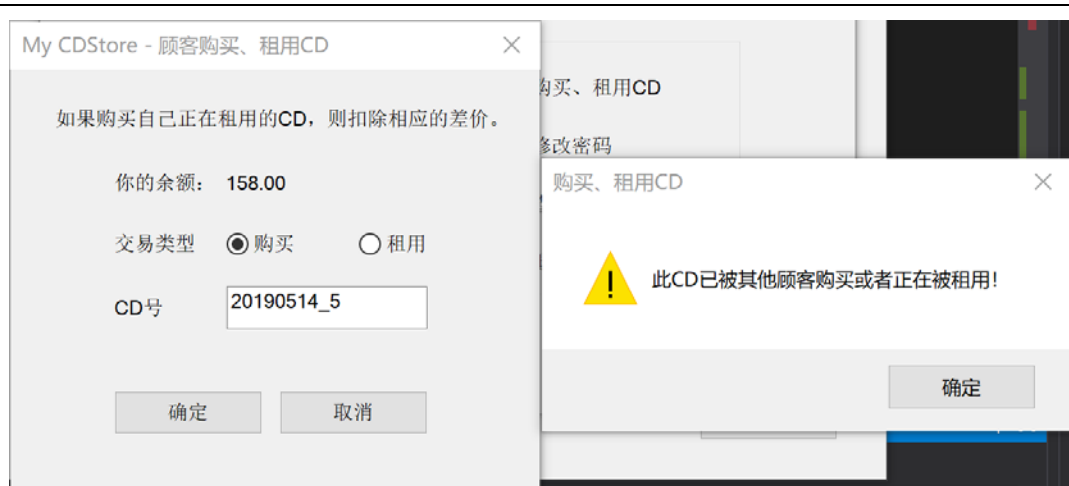 My CDStore - 顾客购买、租用CD
如果购买自己正在租用的CD，则扣除相应的差价。
你的余额： 158.00
交易类型 购买 租用
CD号 20190514_5
确定 取消
购买、租用CD
修改密码
购买、租用CD
此CD已被其他顾客购买或者正在被租用！
确定